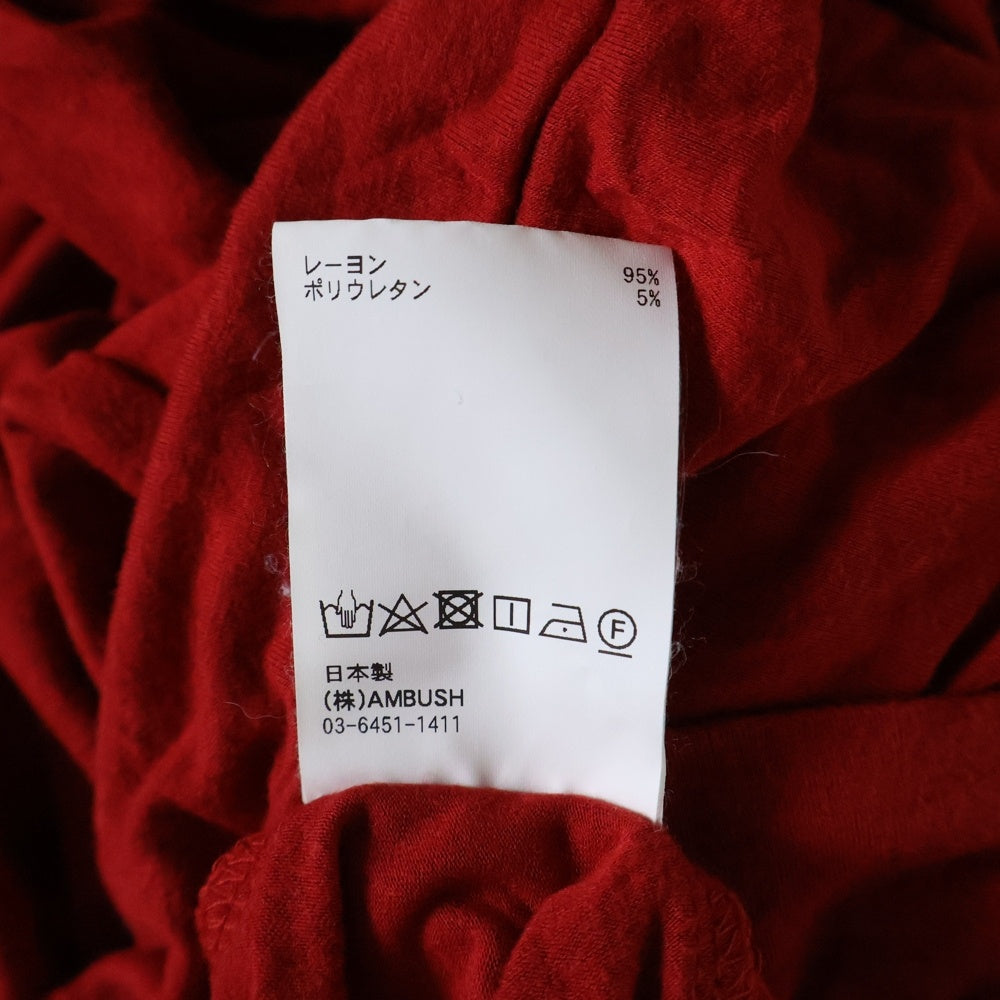 レーヨン 95%
ポリウレタン 5%
F
日本製
(株)AMBUSH
03-6451-1411